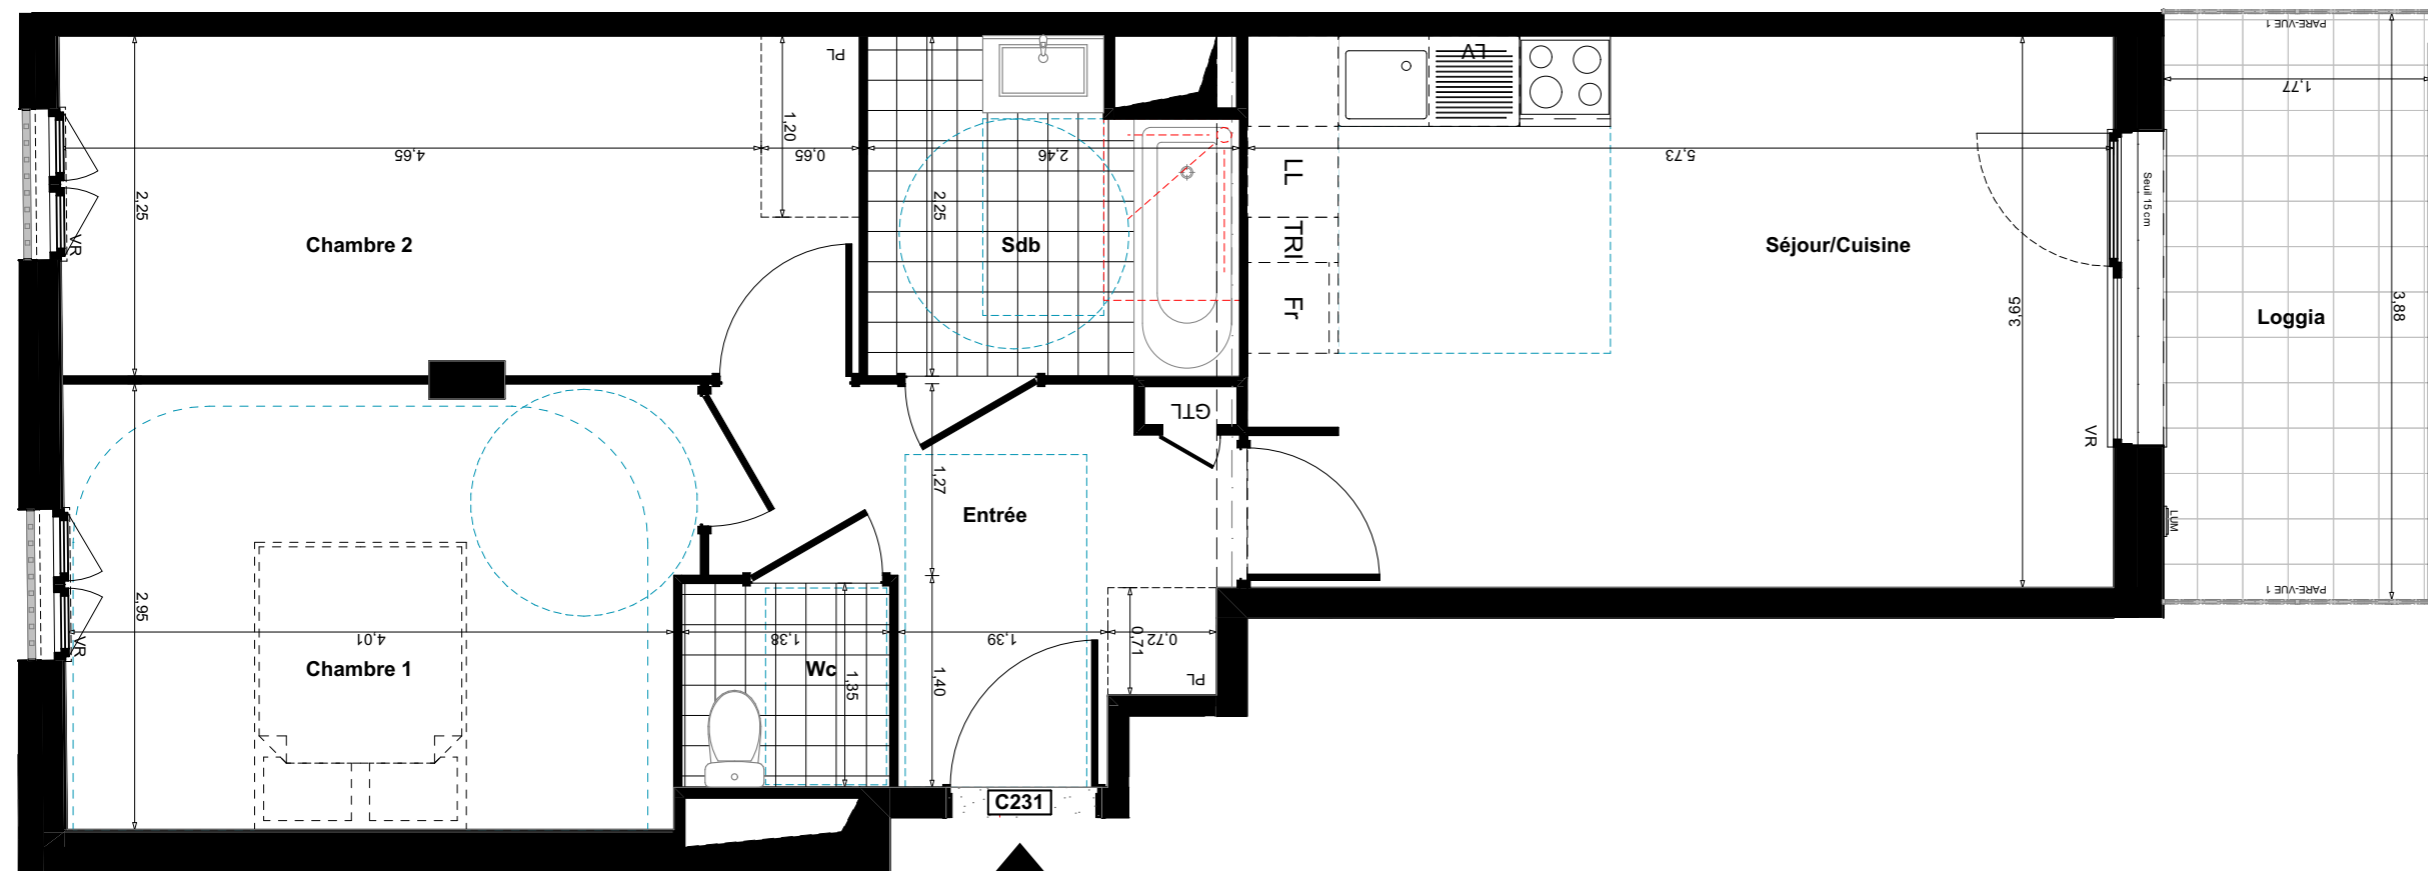 PARE-VUE 1
PL
LV
1,77
1,20
4,65
0,65
2,46
5,73
LL
Seuil 15 cm
2,25
2,25
VR
Chambre 2
Sdb
TRI
Séjour/Cuisine
Fr
3,65
Loggia
3,88
GTL
VR
1,27
Entrée
LUM
PARE-VUE 1
2,95
4,01
VR
1,38
1,39
0,71
0,72
Chambre 1
Wc
1,35
1,40
PL
C231